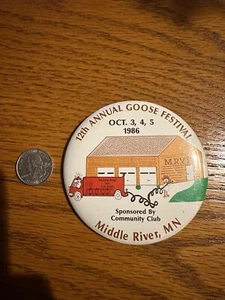 12th ANNUAL GOOSE FESTIVAL
OCT. 3, 4, 5
1986
M.R.V.F.
Sponsored By
Community Club
Middle River, MN